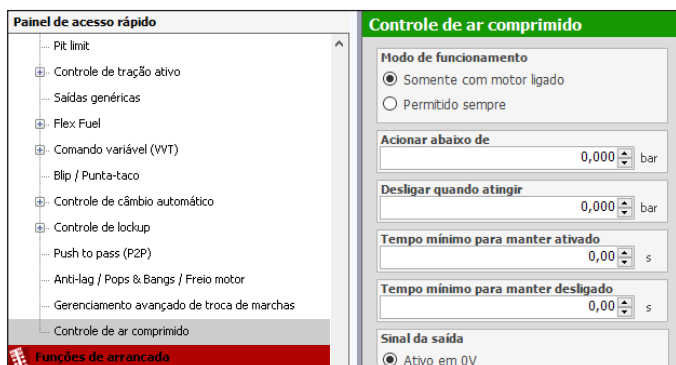 Painel de acesso rápido
Pit limit
Controle de tração ativo
Saídas genéricas
Flex Fuel
Comando variável (VVT)
Blip / Punta-taco
Controle de câmbio automático
Controle de lockup
Push to pass (P2P)
Anti-lag / Pops & Bangs / Freio motor
Gerenciamento avançado de troca de marchas
Controle de ar comprimido
Funções de arrancada
Controle de ar comprimido
Modo de funcionamento
Somente com motor ligado
Permitido sempre
Acionar abaixo de
0,000 bar
Desligar quando atingir
0,000 bar
Tempo mínimo para manter ativado
0,00 s
Tempo mínimo para manter desligado
0,00 s
Sinal da saída
Ativo em 0V